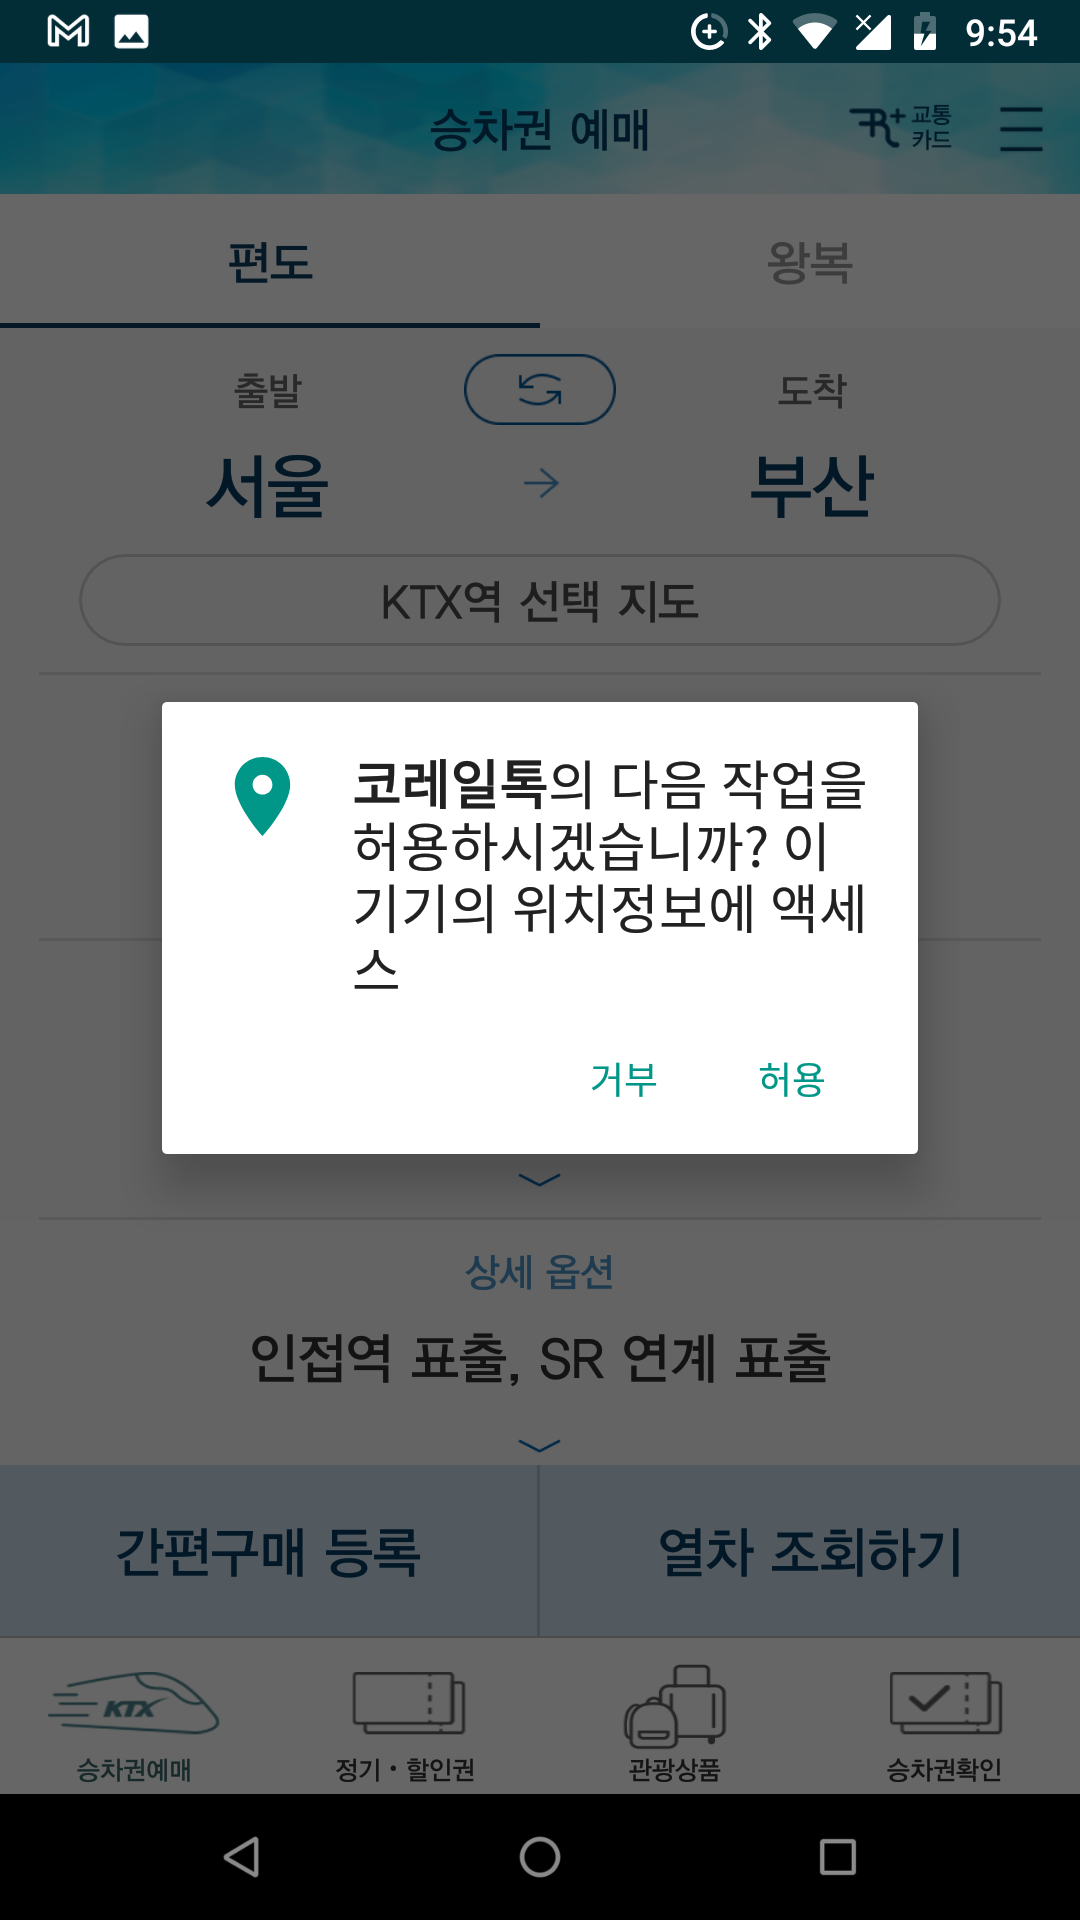 9:54
승차권 예매
R+ 교통
카드
편도 왕복
출발 도착
서울 부산
KTX역 선택 지도
코레일톡의 다음 작업을
허용하시겠습니까? 이
기기의 위치정보에 액세
스
거부 허용
상세 옵션
인접역 표출, SR 연계 표출
간편구매 등록 열차 조회하기
KTX
승차권예매 정기・할인권 관광상품 승차권확인